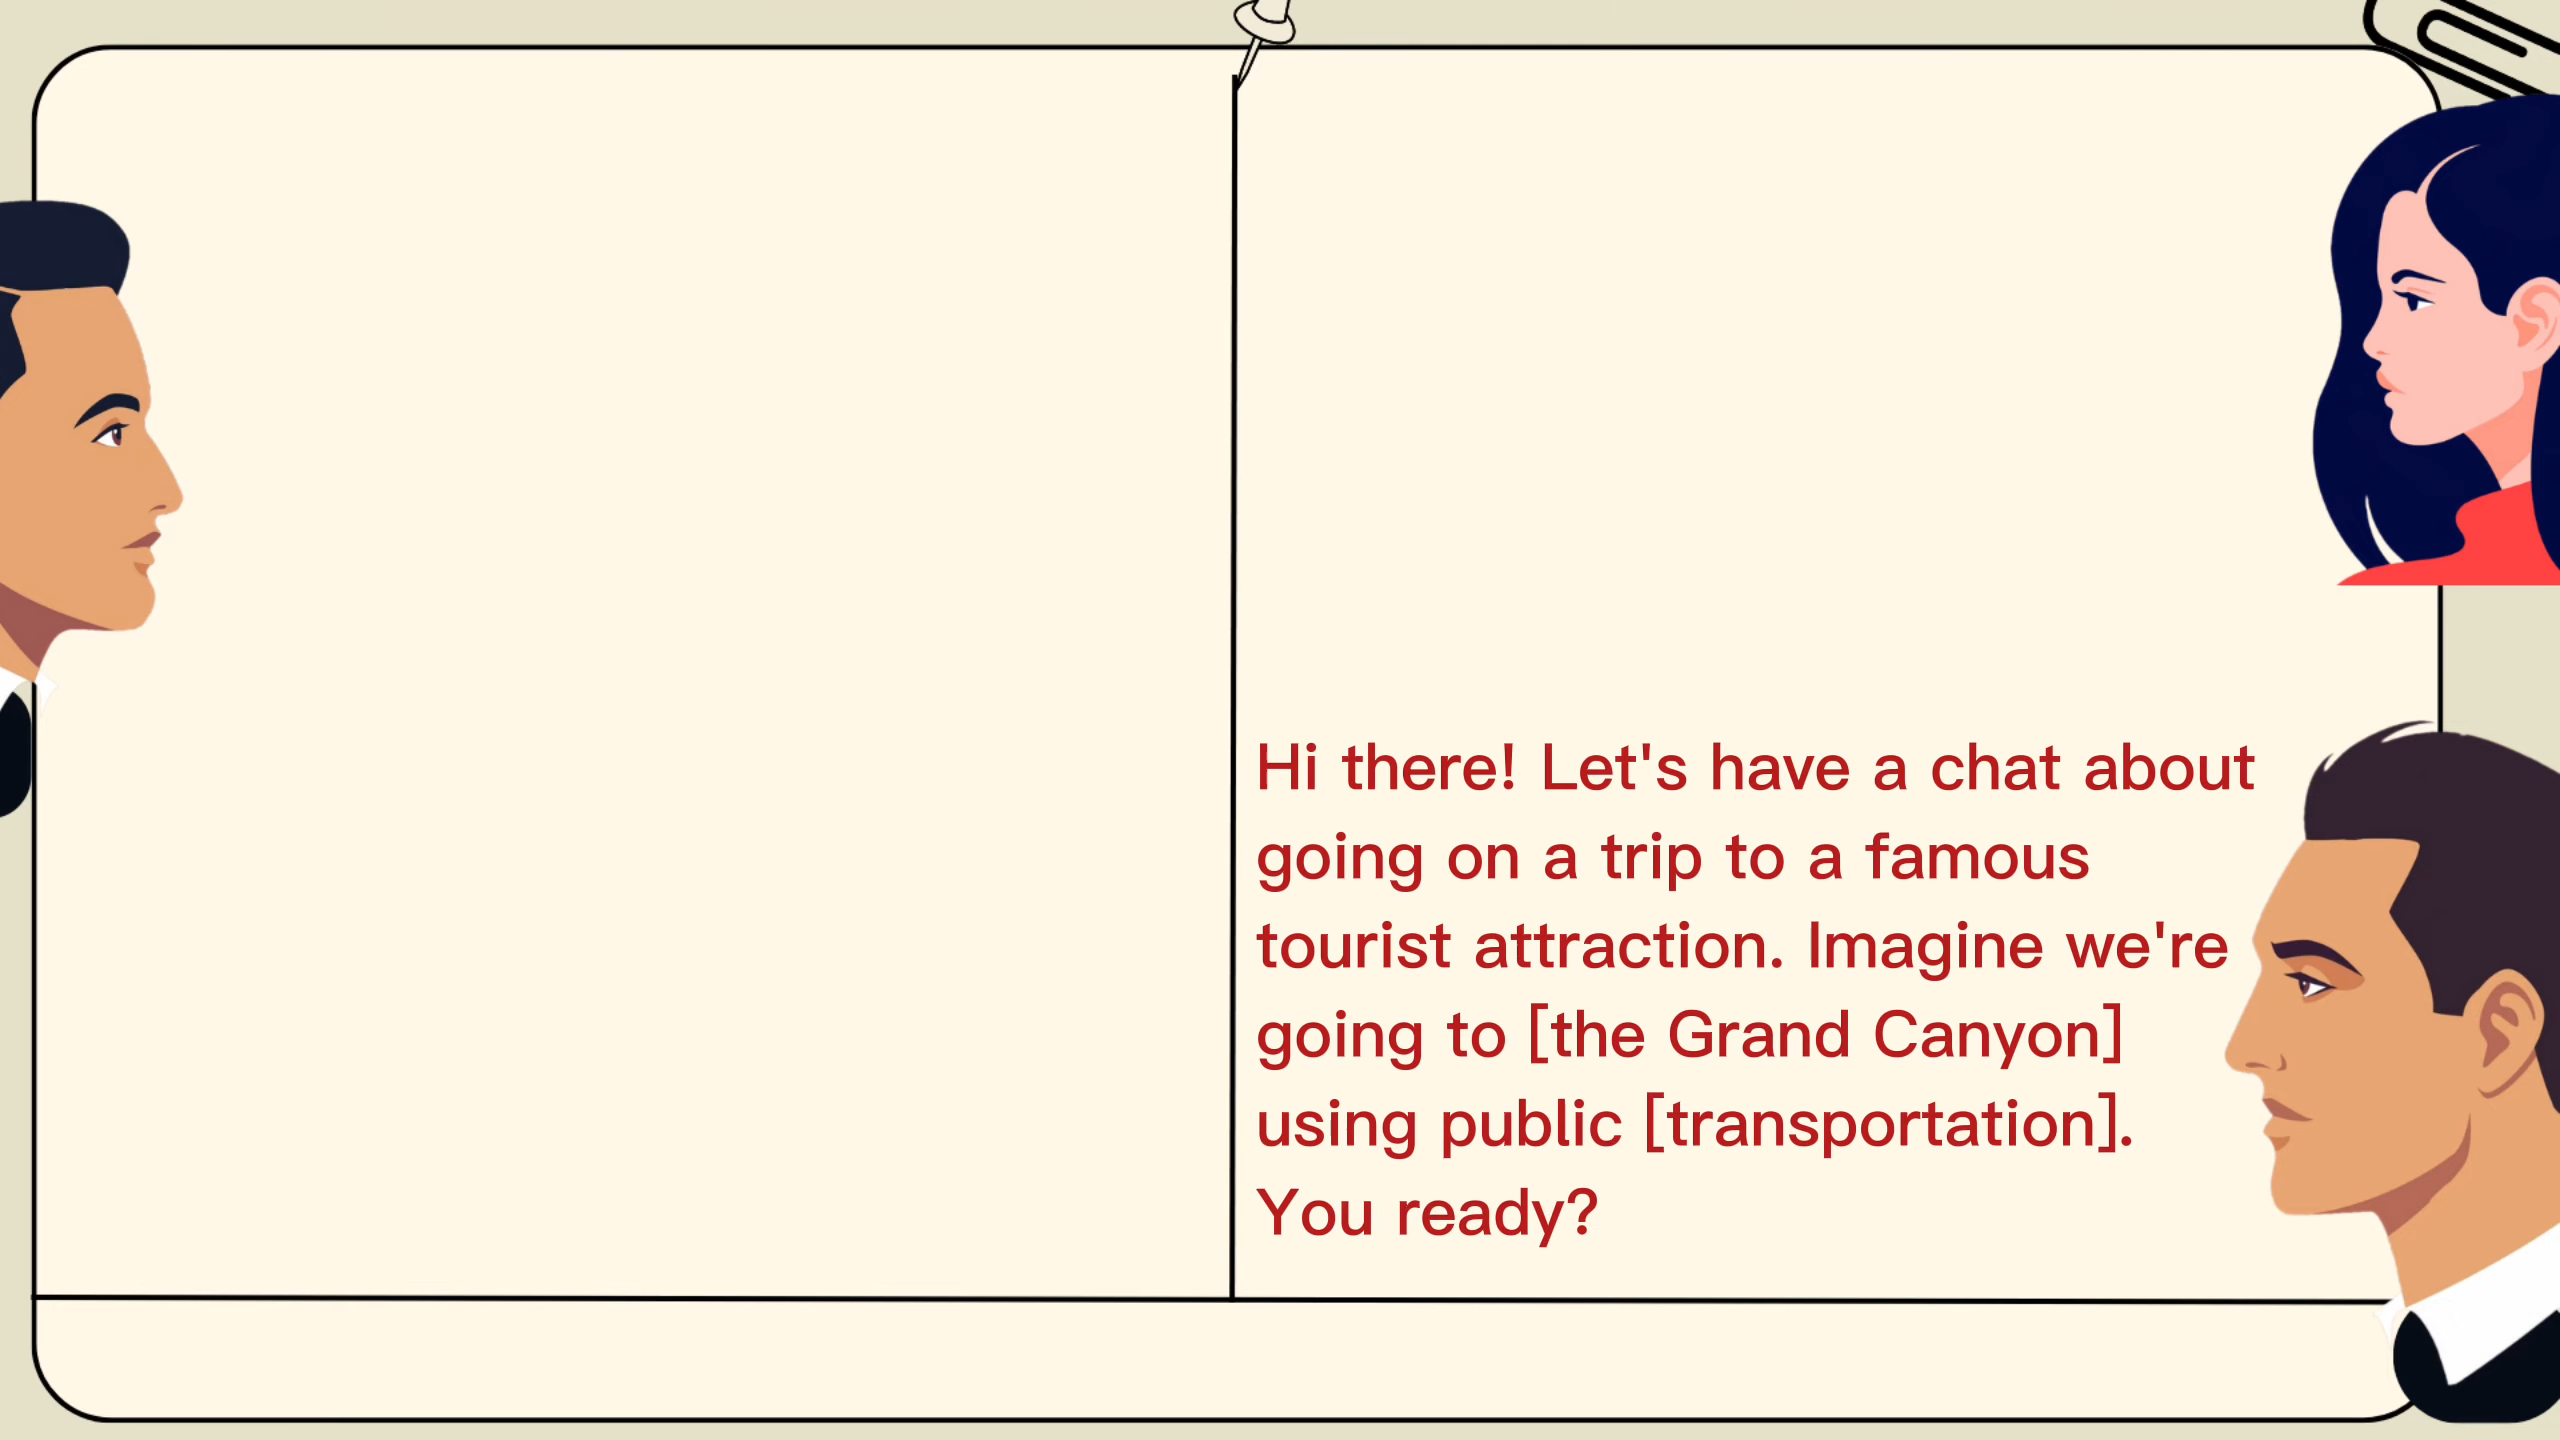 Hi there! Let's have a chat about
going on a trip to a famous
tourist attraction. Imagine we're
going to [the Grand Canyon]
using public [transportation].
You ready?